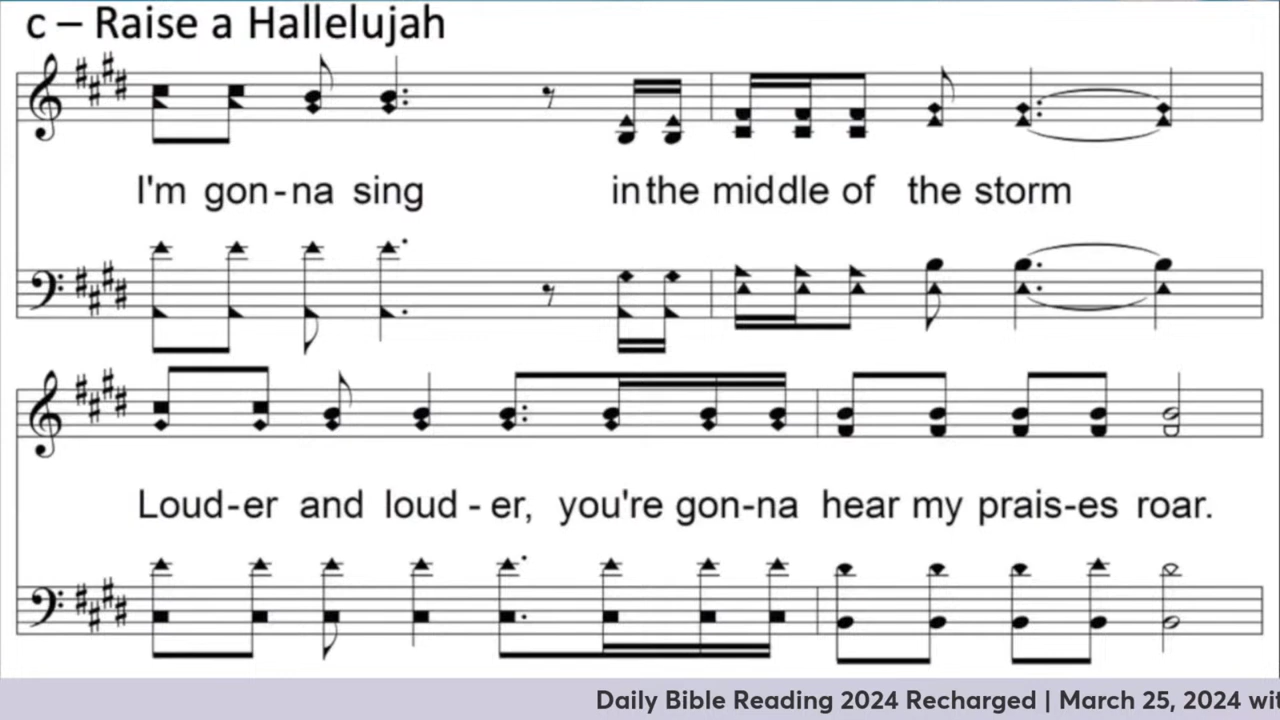 c – Raise a Hallelujah
I'm gon-na sing in the middle of the storm
Loud-er and loud - er, you're gon-na hear my prais-es roar.
Daily Bible Reading 2024 Recharged | March 25, 2024 wi